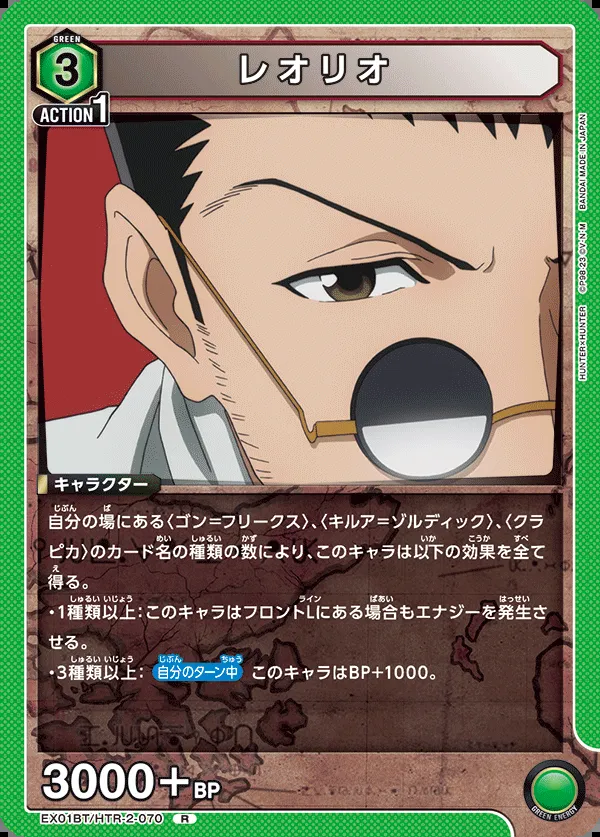 GREEN
3
レオリオ
ACTION 1
HUNTER×HUNTER ©P98-23 ©V・N・M BANDAI MADE IN JAPAN
キャラクター
自分の場にある〈ゴン=フリークス〉、〈キルア=ゾルディック〉、〈クラ
ピカ〉のカード名の種類の数により、このキャラは以下の効果を全て
得る。
・1種類以上:このキャラはフロントLにある場合もエナジーを発生さ
せる。
・3種類以上: 自分のターン中 このキャラはBP+1000。
3000+BP
GREEN ENERGY
EX01BT/HTR-2-070 R